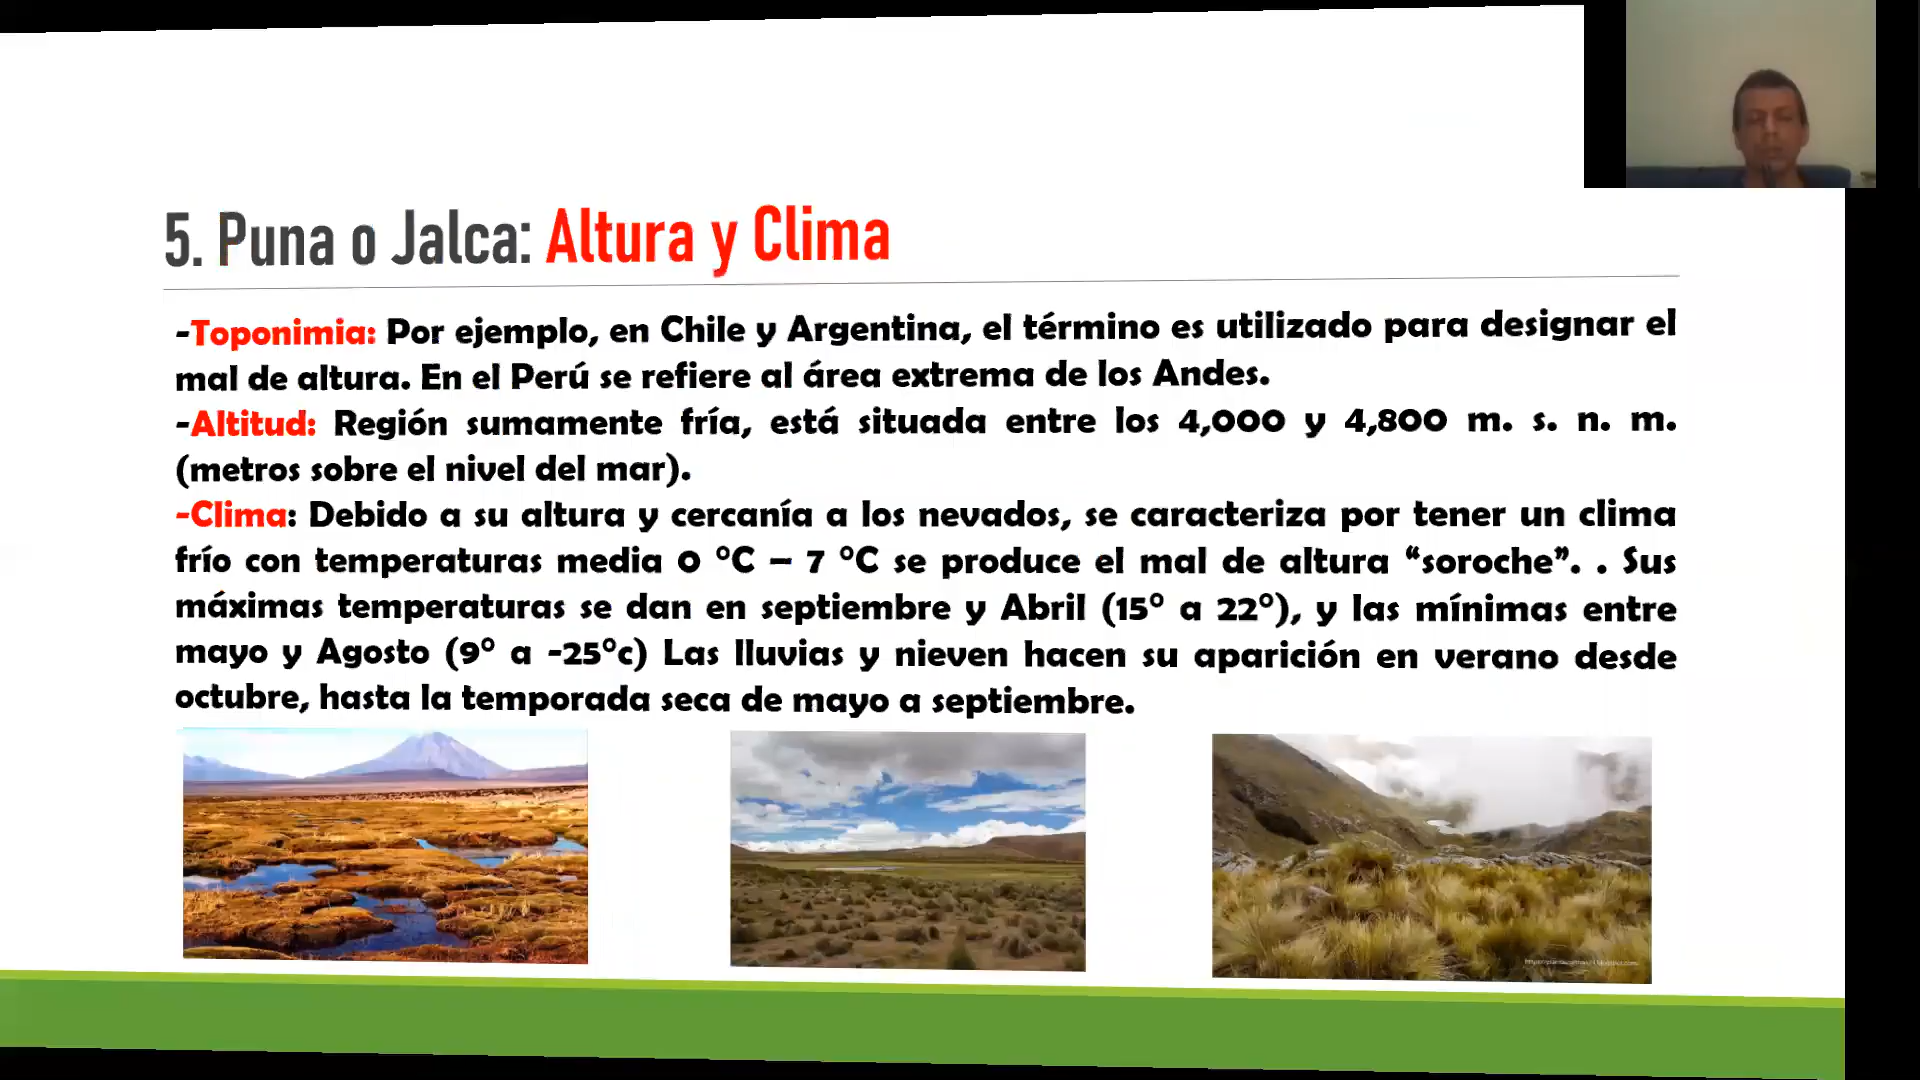 5. Puna o Jalca: Altura y Clima
-Toponimia: Por ejemplo, en Chile y Argentina, el término es utilizado para designar el
mal de altura. En el Perú se refiere al área extrema de los Andes.
-Altitud: Región sumamente fría, está situada entre los 4,000 y 4,800 m. s. n. m.
(metros sobre el nivel del mar).
-Clima: Debido a su altura y cercanía a los nevados, se caracteriza por tener un clima
frío con temperaturas media 0 °C – 7 °C se produce el mal de altura “soroche”. . Sus
máximas temperaturas se dan en septiembre y Abril (15° a 22°), y las mínimas entre
mayo y Agosto (9° a -25°c) Las lluvias y nieven hacen su aparición en verano desde
octubre, hasta la temporada seca de mayo a septiembre.